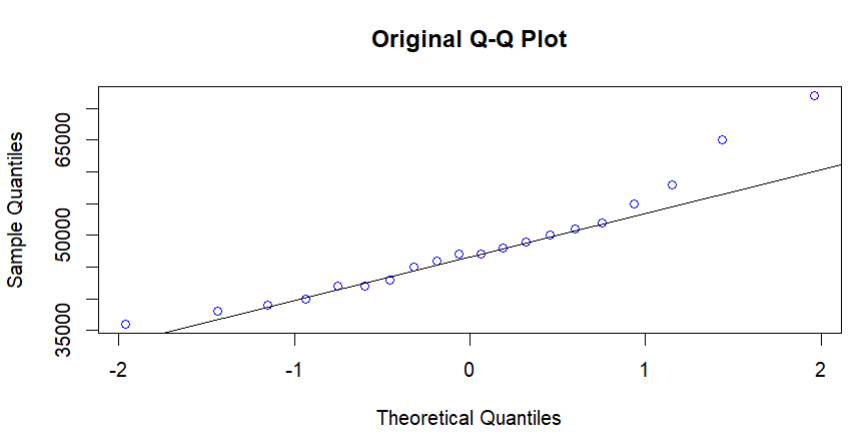 Original Q-Q Plot
Sample Quantiles
65000
50000
35000
-2
-1
0
1
2
Theoretical Quantiles